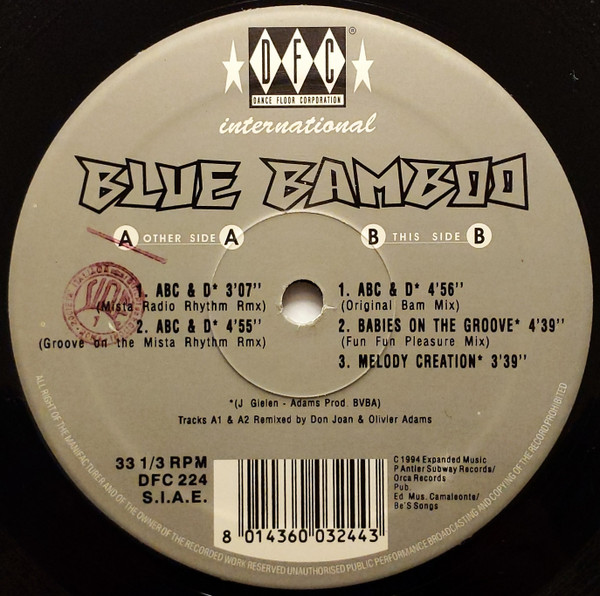 DFC®
DANCE FLOOR CORPORATION
international
BLUE BAMBOO
A OTHER SIDE A
1. ABC & D* 3'07''
(Mista Radio Rhythm Rmx)
2. ABC & D* 4'55''
(Groove on the Mista Rhythm Rmx)
B THIS SIDE B
1. ABC & D* 4'56''
(Original Bam Mix)
2. BABIES ON THE GROOVE* 4'39''
(Fun Fun Pleasure Mix)
3. MELODY CREATION* 3'39''
*(J Gielen - Adams Prod. BVBA)
Tracks A1 & A2 Remixed by Don Joan & Olivier Adams
33 1/3 RPM
DFC 224
S.I.A.E.
8 014360 032443
C 1994 Expanded Music
P Antler Subway Records/
Orca Records
Pub.
Ed. Mus. Camaleonte/
Be'S Songs
ALL RIGHT OF THE MANUFACTURER AND OF THE OWNER OF THE RECORDED WORK RESERVED UNAUTHORISED PUBLIC PERFORMANCE BROADCASTING AND COPYING OF THE RECORD PROHIBITED